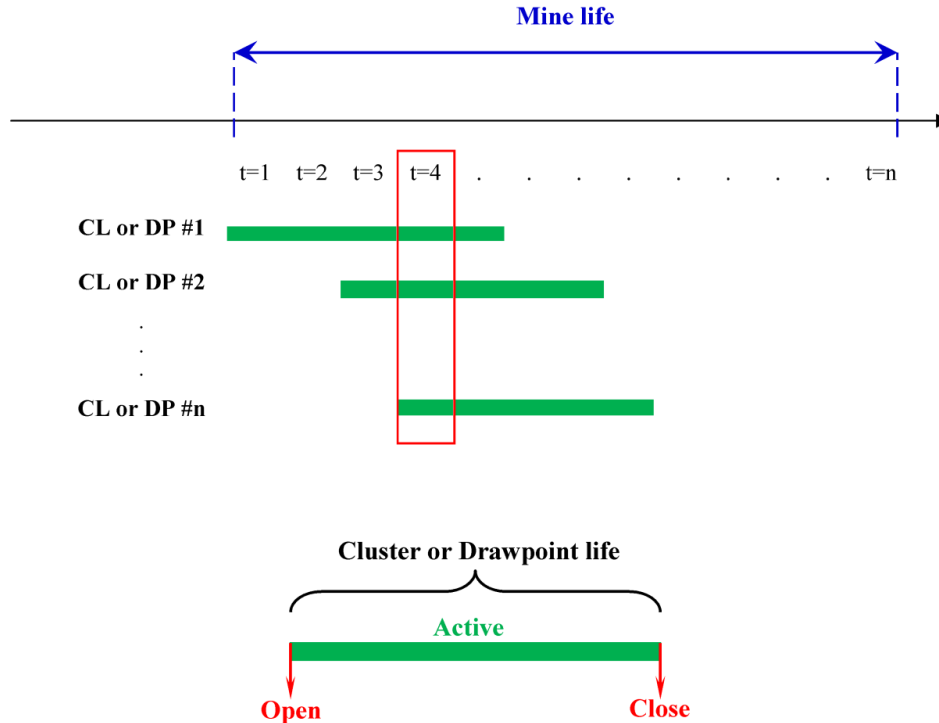 Mine life
t=1 t=2 t=3 t=4 . . . . . . . . t=n
CL or DP #1
CL or DP #2
.
.
.
CL or DP #n
Cluster or Drawpoint life
Active
Open Close